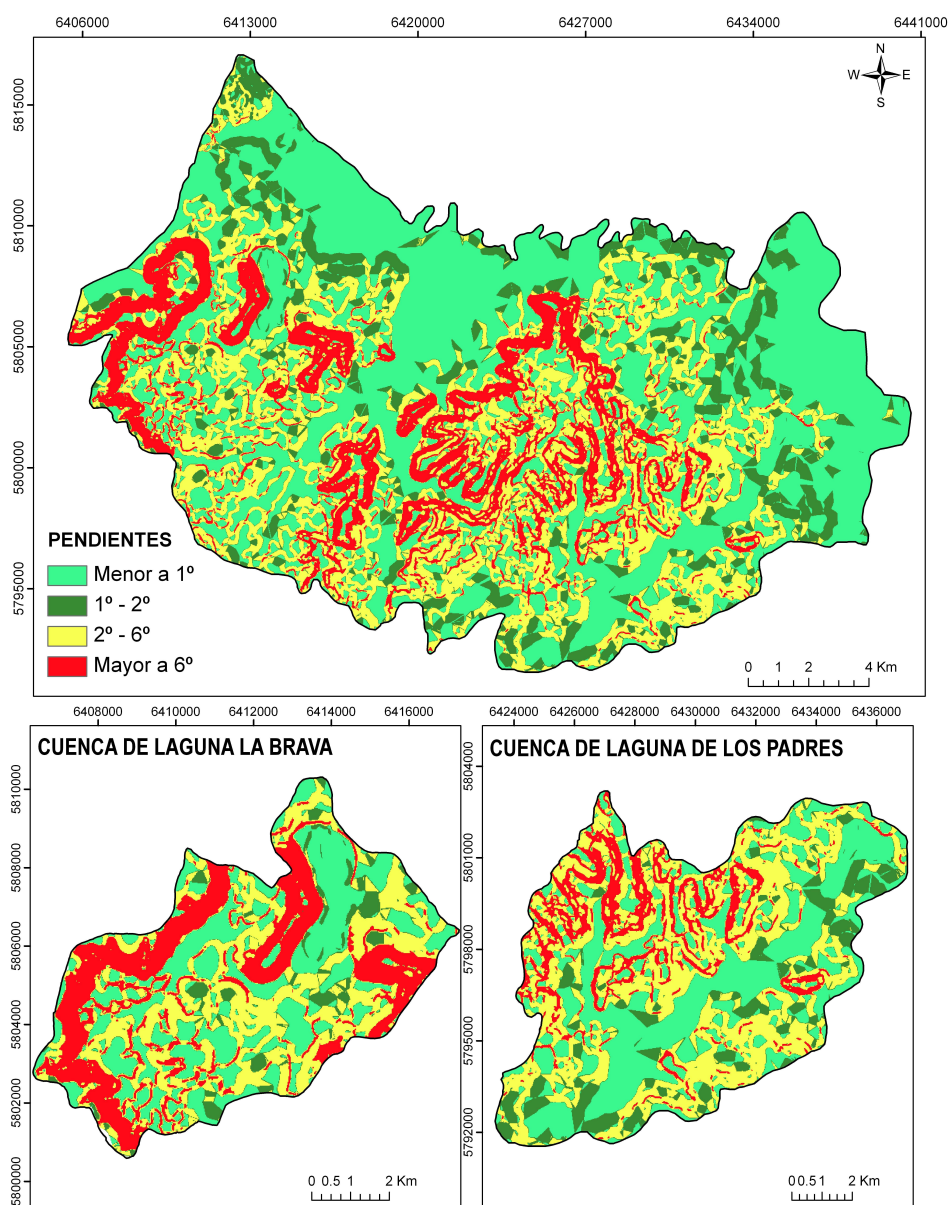 6406000 6413000 6420000 6427000 6434000 6441000
N
W E
S
5815000
5810000
5805000
5800000
5795000
PENDIENTES
Menor a 1º
1º - 2º
2º - 6º
Mayor a 6º
0 1 2 4 Km
6408000 6410000 6412000 6414000 6416000
CUENCA DE LAGUNA LA BRAVA
5810000
5808000
5806000
5804000
5802000
5800000
0 0.5 1 2 Km
6424000 6426000 6428000 6430000 6432000 6434000 6436000
CUENCA DE LAGUNA DE LOS PADRES
5804000
5801000
5798000
5795000
5792000
0 0.5 1 2 Km